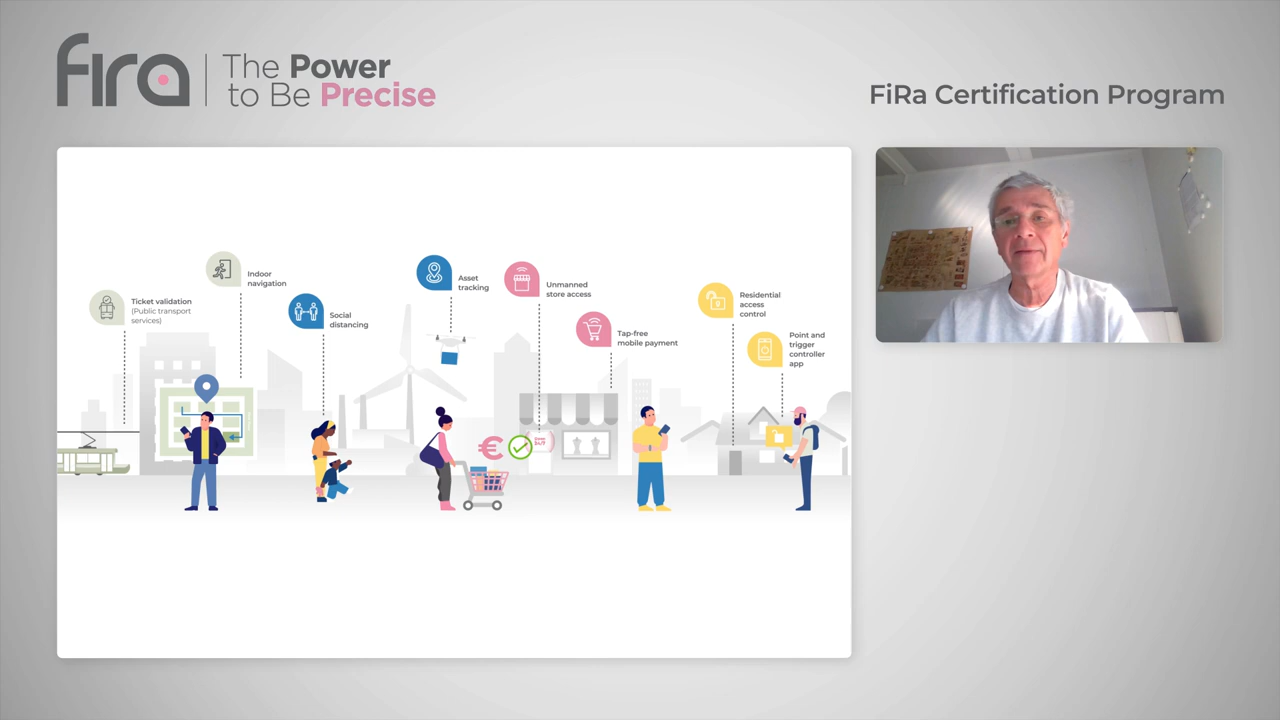 fira
The Power
to Be Precise
FiRa Certification Program
Ticket validation
(Public transport
services)
Indoor
navigation
Social
distancing
Asset
tracking
Unmanned
store access
Tap-free
mobile payment
Residential
access
control
Point and
trigger
controller
app
€